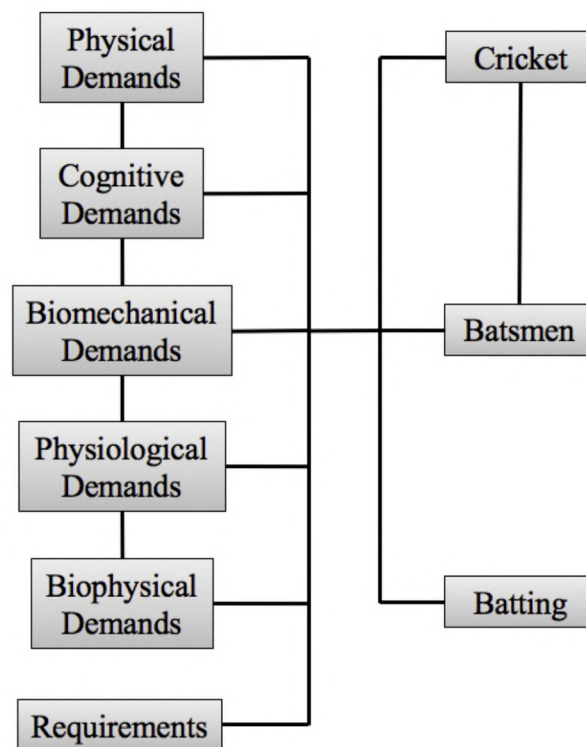 Physical
Demands
Cognitive
Demands
Biomechanical
Demands
Physiological
Demands
Biophysical
Demands
Requirements
Cricket
Batsmen
Batting